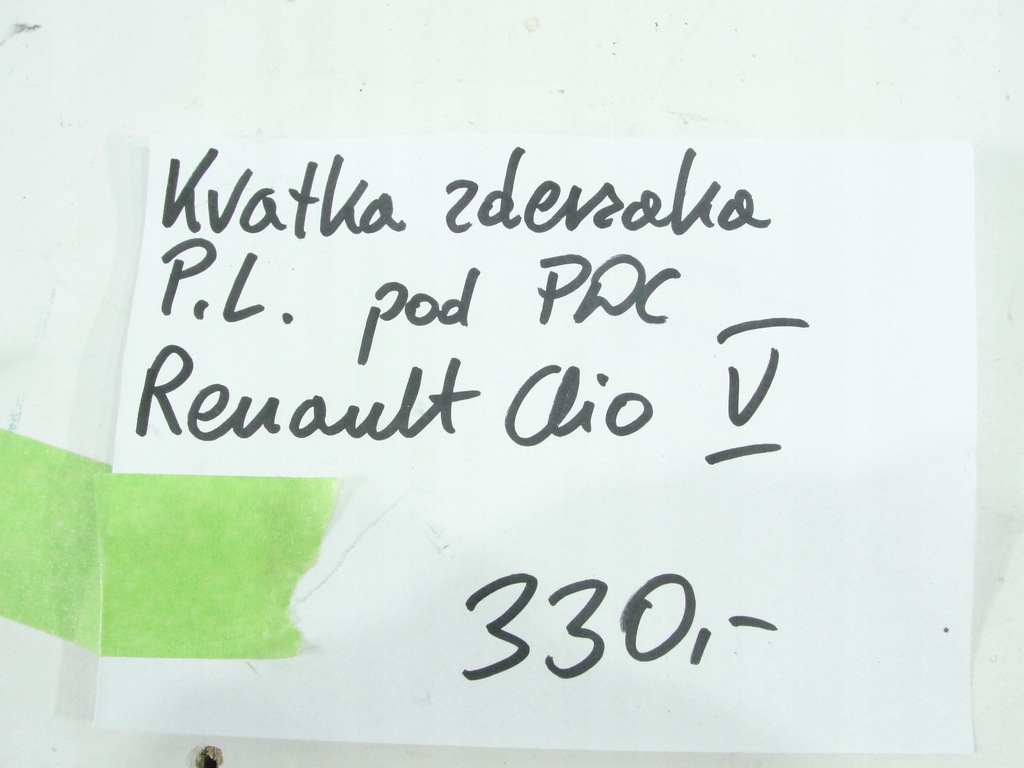 Kratka zderzaka
P.L. pod PDC
Renault Clio V
330,-